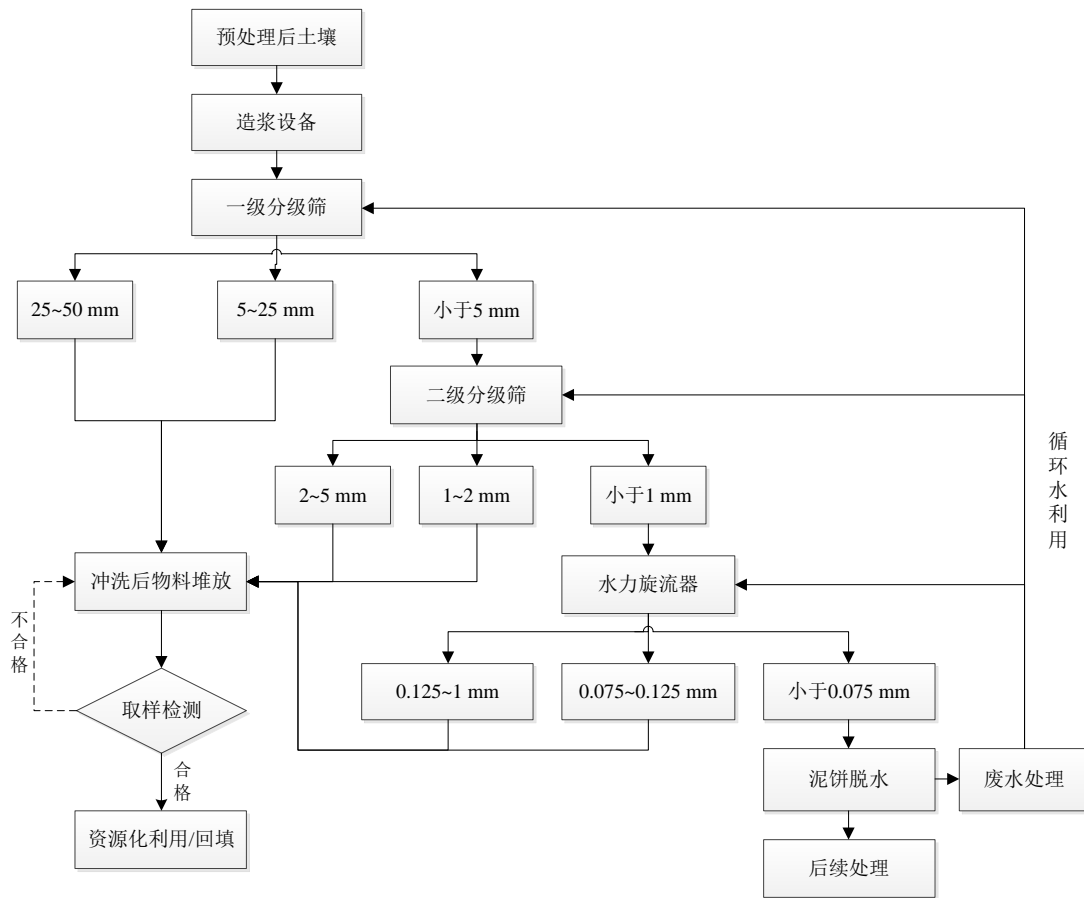 预处理后土壤
造浆设备
一级分级筛
25~50 mm
5~25 mm
小于5 mm
二级分级筛
2~5 mm
1~2 mm
小于1 mm
循环水利用
冲洗后物料堆放
水力旋流器
不合格
0.125~1 mm
0.075~0.125 mm
小于0.075 mm
取样检测
合格
泥饼脱水
废水处理
资源化利用/回填
后续处理